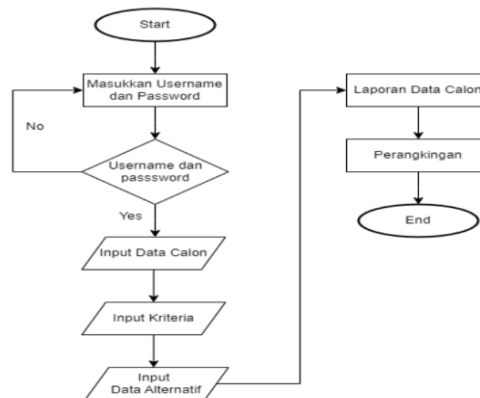 Start
Masukkan Username
dan Password
No
Username dan
passsword
Yes
Input Data Calon
Input Kriteria
Input
Data Alternatif
Laporan Data Calon
Perangkingan
End